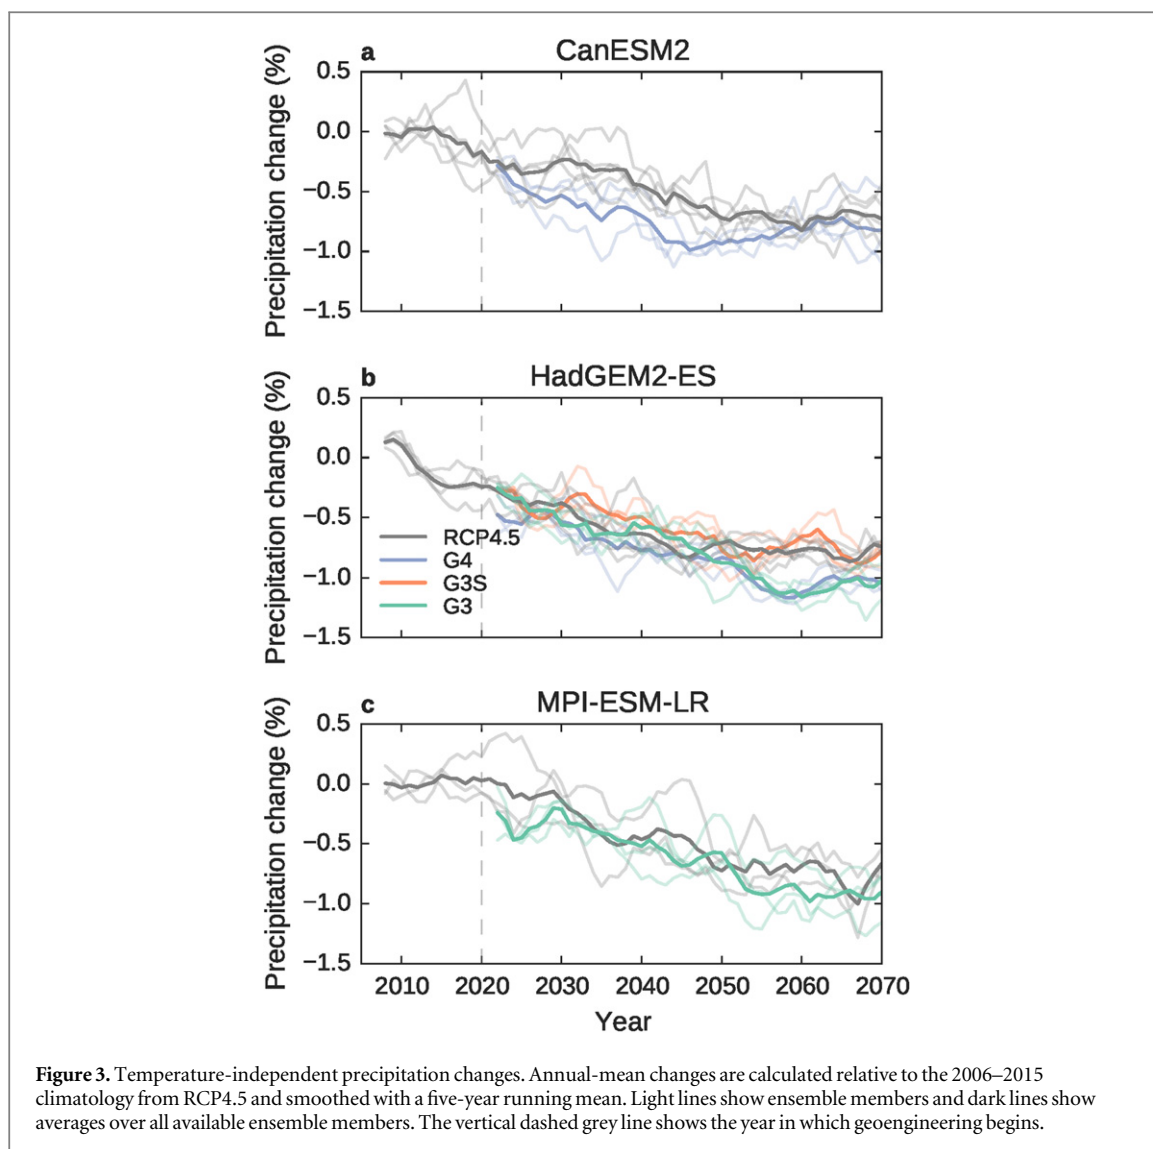 a CanESM2
Precipitation change (%)
0.5
0.0
−0.5
−1.0
−1.5
b HadGEM2-ES
Precipitation change (%)
0.5
0.0
−0.5
−1.0
−1.5
RCP4.5
G4
G3S
G3
c MPI-ESM-LR
Precipitation change (%)
0.5
0.0
−0.5
−1.0
−1.5
2010 2020 2030 2040 2050 2060 2070
Year
Figure 3. Temperature-independent precipitation changes. Annual-mean changes are calculated relative to the 2006–2015
climatology from RCP4.5 and smoothed with a five-year running mean. Light lines show ensemble members and dark lines show
averages over all available ensemble members. The vertical dashed grey line shows the year in which geoengineering begins.